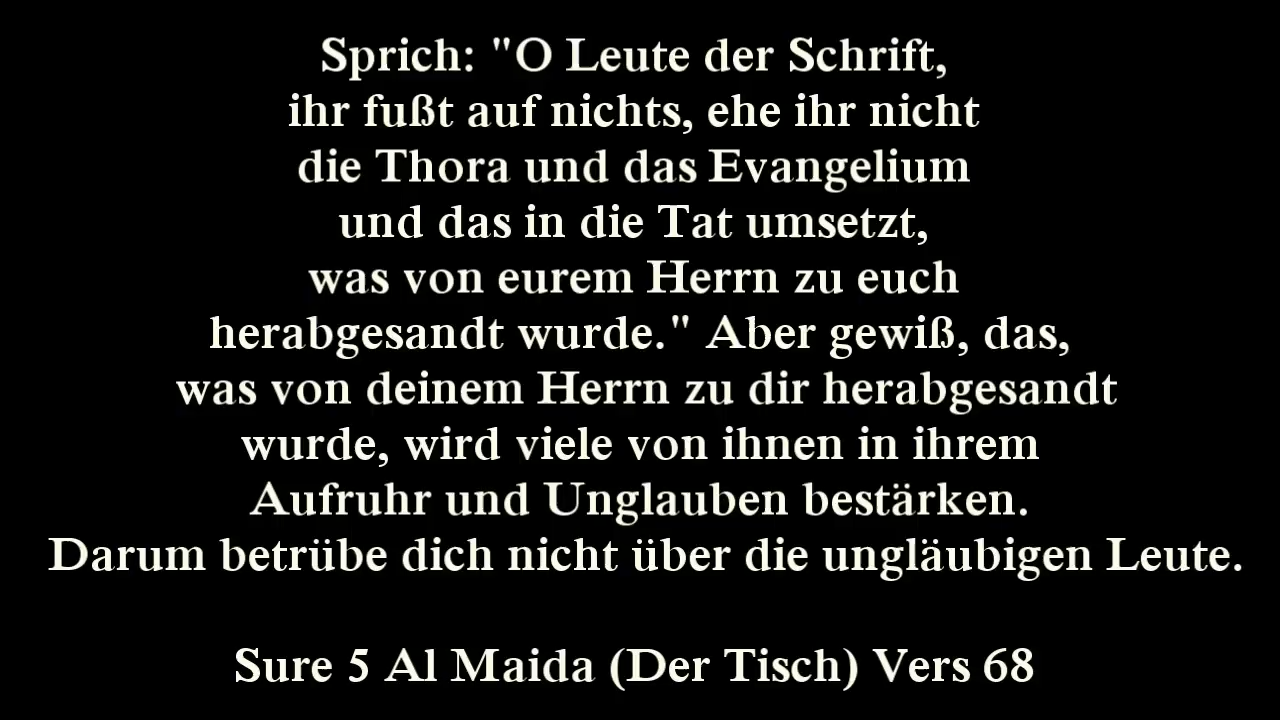 Sprich: "O Leute der Schrift,
ihr fußt auf nichts, ehe ihr nicht
die Thora und das Evangelium
und das in die Tat umsetzt,
was von eurem Herrn zu euch
herabgesandt wurde." Aber gewiß, das,
was von deinem Herrn zu dir herabgesandt
wurde, wird viele von ihnen in ihrem
Aufruhr und Unglauben bestärken.
Darum betrübe dich nicht über die ungläubigen Leute.
Sure 5 Al Maida (Der Tisch) Vers 68